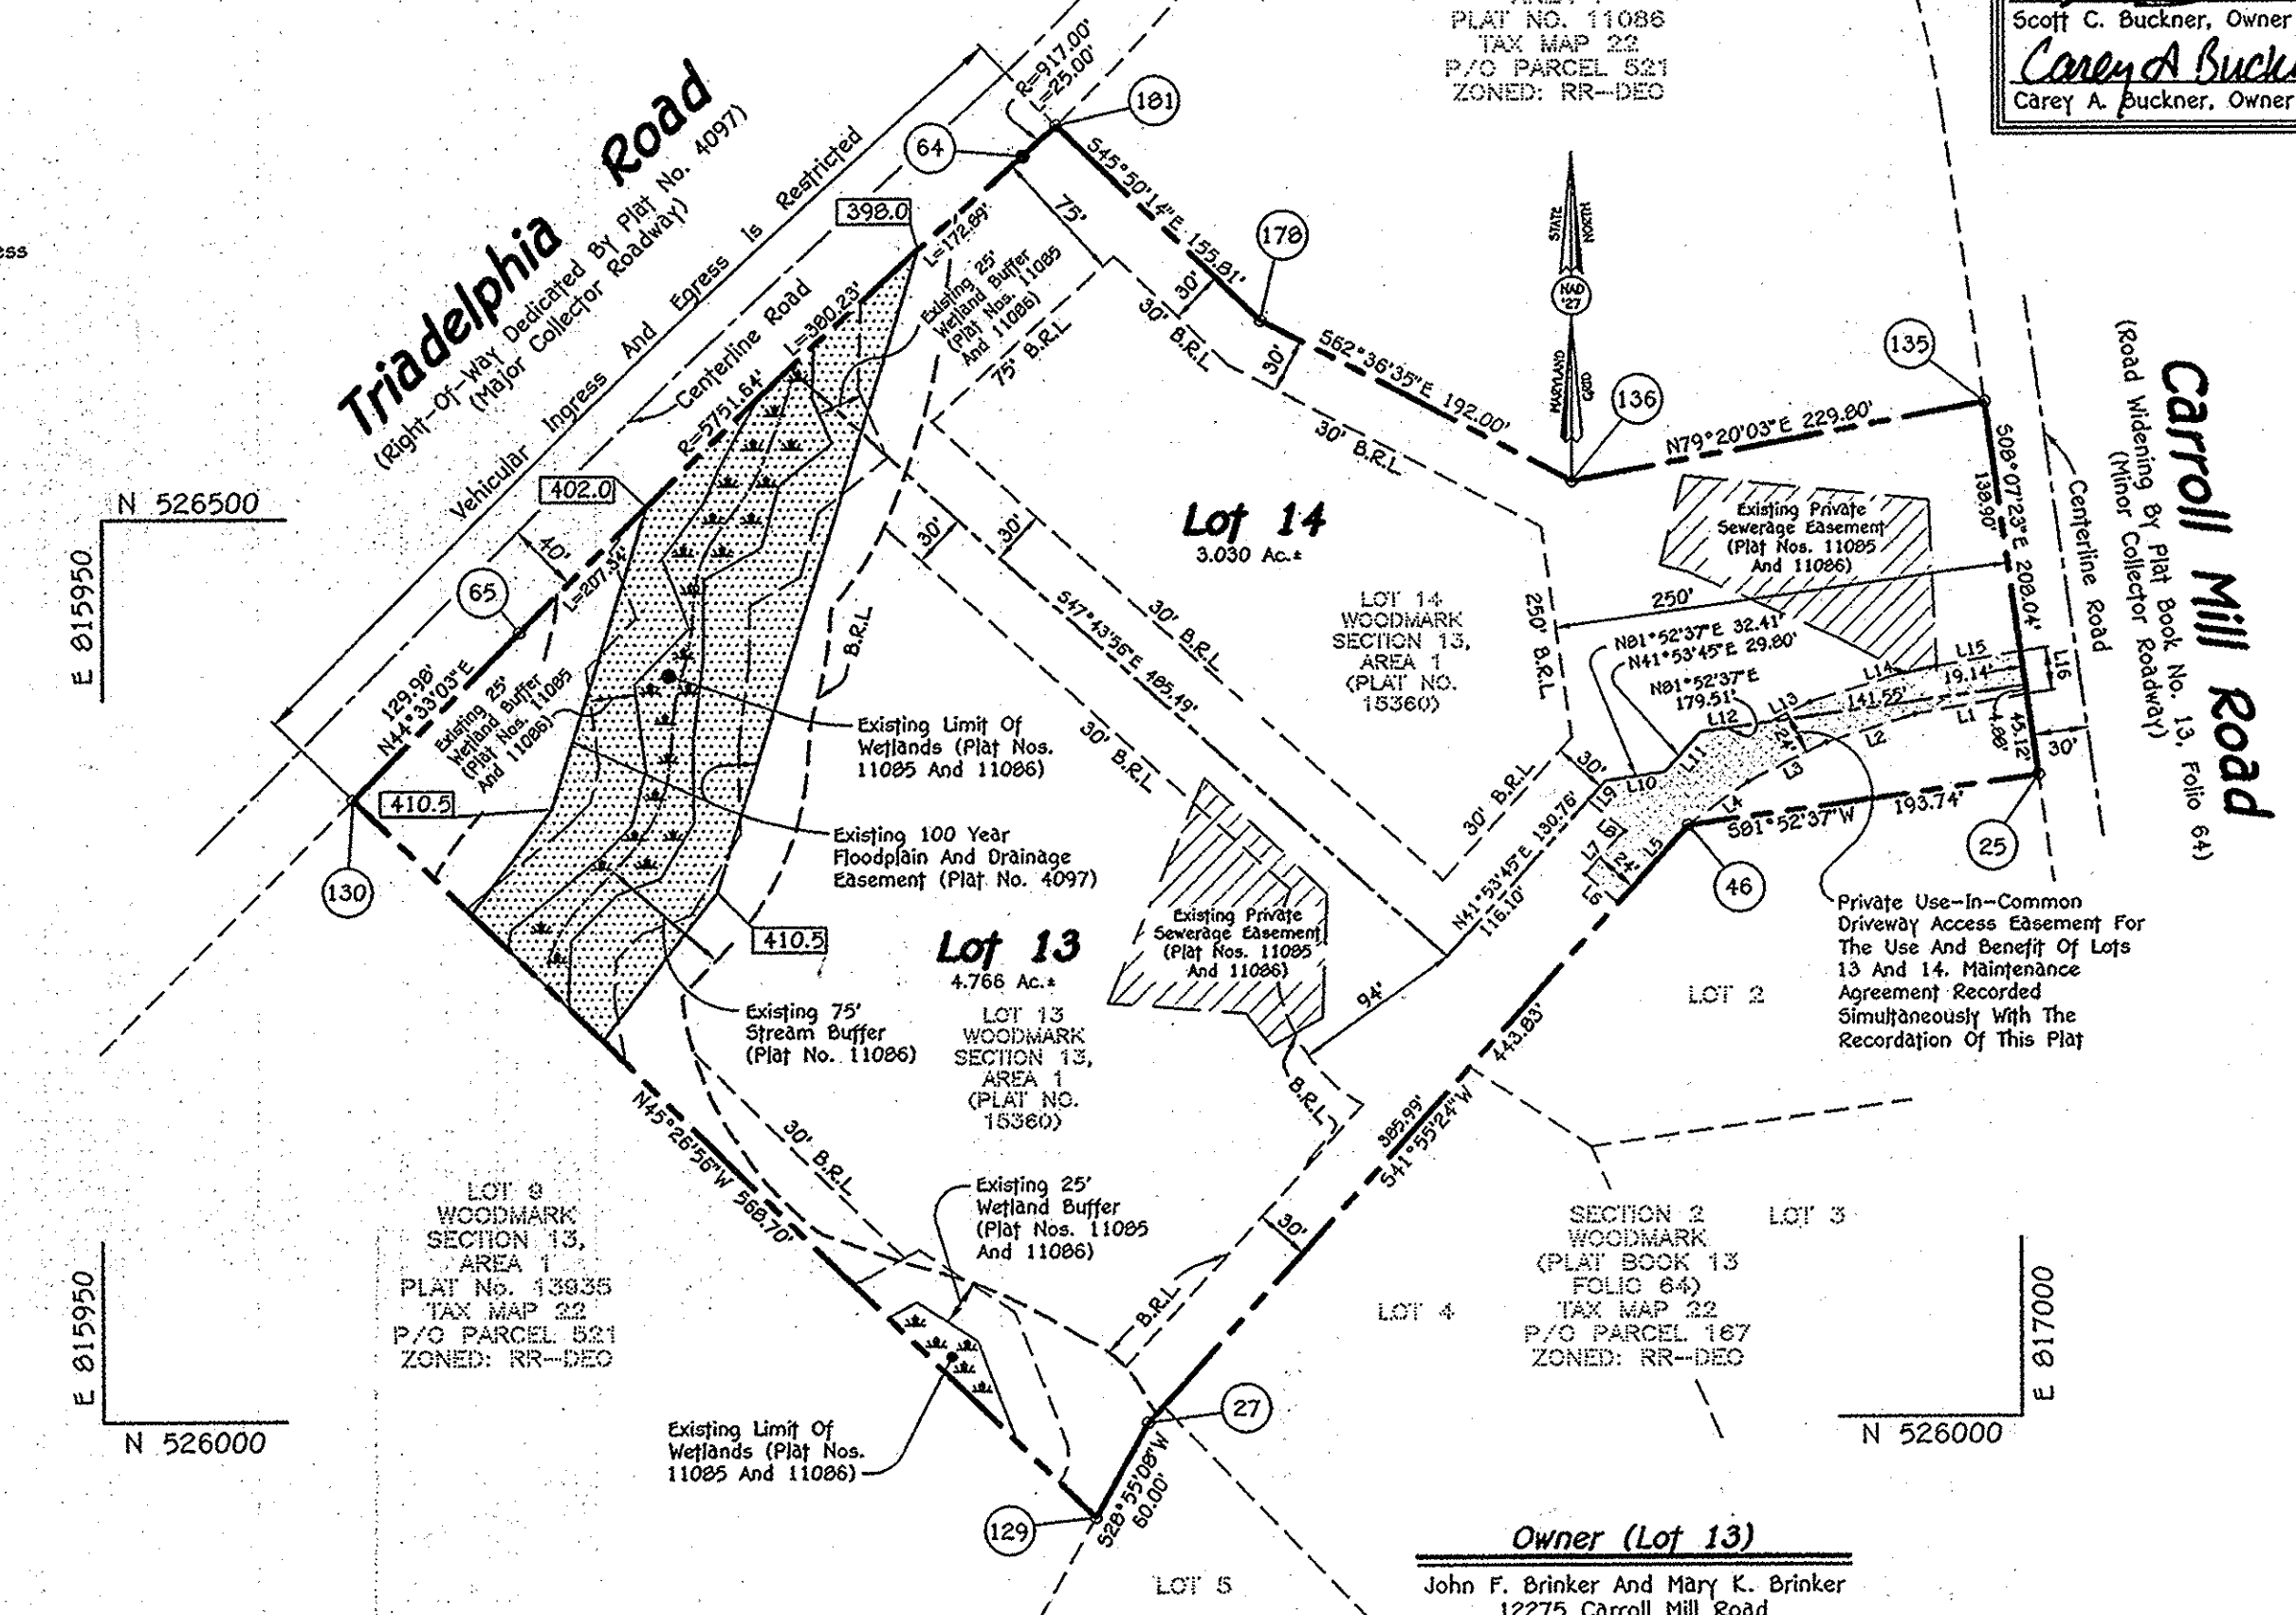 PLAT NO. 11086
TAX MAP 22
P/O PARCEL 521
ZONED: RR-DEO
Scott C. Buckner, Owner
Carey A. Buckner, Owner
ess
Triadelphia Road
(Right-Of-Way Dedicated By Plat No. 4097)
(Major Collector Roadway)
Vehicular Ingress And Egress Is Restricted
Centerline Road
R=917.00'
L=25.00'
181
64
398.0
L=172.89'
L=380.23'
R=5751.64'
402.0
40'
L=207.34'
65
129.98'
N44°33'03"E
130
410.5
Existing 25'
Wetland Buffer
(Plat Nos. 11085
And 11086)
Existing 25'
Wetland Buffer
(Plat Nos. 11085
And 11086)
75'
75' B.R.L
S45°50'14"E 155.81'
178
30'
30' B.R.L
30'
S62°36'35"E 192.00'
30' B.R.L
STATE
NAD
'27
MARYLAND
GRID
136
N79°20'03"E 229.80'
135
S08°07'23"E 208.04'
138.90'
Carroll Mill Road
(Road Widening By Plat Book No. 13, Folio 64)
(Minor Collector Roadway)
Centerline Road
N 526500
E 815950
Lot 14
3.030 Ac.±
LOT 14
WOODMARK
SECTION 13,
AREA 1
(PLAT NO.
15360)
Existing Private
Sewerage Easement
(Plat Nos. 11085
And 11086)
250'
250' B.R.L
N81°52'37"E 32.41'
N41°53'45"E 29.80'
N81°52'37"E
179.51'
L14
L15
L16
19.14'
141.55'
L13
L12
L1
L2
L3
L4
24'
4.88'
45.12'
30'
L11
L10
L9
L8
L7
L6
L5
24'
30'
S81°52'37"W 193.74'
25
46
30'
30'
S47°43'56"E 485.49'
30' B.R.L
30' B.R.L
30' B.R.L
B.R.L
N41°53'45"E 130.76'
116.10'
Private Use-In-Common
Driveway Access Easement For
The Use And Benefit Of Lots
13 And 14. Maintenance
Agreement Recorded
Simultaneously With The
Recordation Of This Plat
Existing Limit Of
Wetlands (Plat Nos.
11085 And 11086)
Existing 100 Year
Floodplain And Drainage
Easement (Plat No. 4097)
410.5
Lot 13
4.766 Ac.±
LOT 13
WOODMARK
SECTION 13,
AREA 1
(PLAT NO.
15360)
Existing Private
Sewerage Easement
(Plat Nos. 11085
And 11086)
94'
B.R.L
Existing 75'
Stream Buffer
(Plat No. 11086)
LOT 2
443.83'
385.99'
S41°55'24"W
30'
N45°26'56"W 568.70'
30' B.R.L
Existing 25'
Wetland Buffer
(Plat Nos. 11085
And 11086)
B.R.L
LOT 9
WOODMARK
SECTION 13,
AREA 1
PLAT No. 13935
TAX MAP 22
P/O PARCEL 521
ZONED: RR-DEO
SECTION 2
WOODMARK
(PLAT BOOK 13
FOLIO 64)
TAX MAP 22
P/O PARCEL 167
ZONED: RR-DEO
LOT 3
LOT 4
E 815950
N 526000
E 817000
N 526000
Existing Limit Of
Wetlands (Plat Nos.
11085 And 11086)
27
S28°55'08"W
60.00'
129
LOT 5
Owner (Lot 13)
John F. Brinker And Mary K. Brinker
12275 Carroll Mill Road